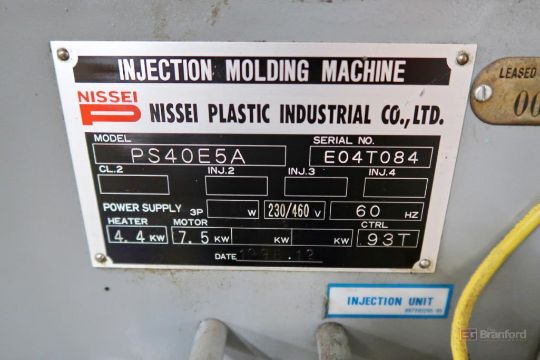 INJECTION MOLDING MACHINE
NISSEI
NISSEI PLASTIC INDUSTRIAL CO., LTD.
MODEL SERIAL NO.
PS40E5A E04T084
CL.2 INJ.2 INJ.3 INJ.4
POWER SUPPLY 3P W 230/460 V 60 HZ
HEATER MOTOR CTRL
4.4 KW 7.5 KW KW KW 93T
DATE
LEASED
00
INJECTION UNIT
Branford